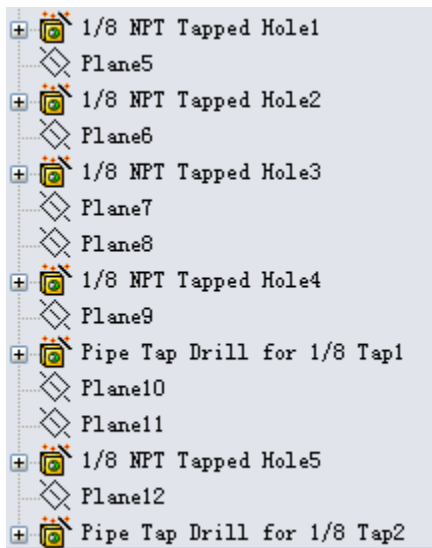 1/8 NPT Tapped Hole1
Plane5
1/8 NPT Tapped Hole2
Plane6
1/8 NPT Tapped Hole3
Plane7
Plane8
1/8 NPT Tapped Hole4
Plane9
Pipe Tap Drill for 1/8 Tap1
Plane10
Plane11
1/8 NPT Tapped Hole5
Plane12
Pipe Tap Drill for 1/8 Tap2